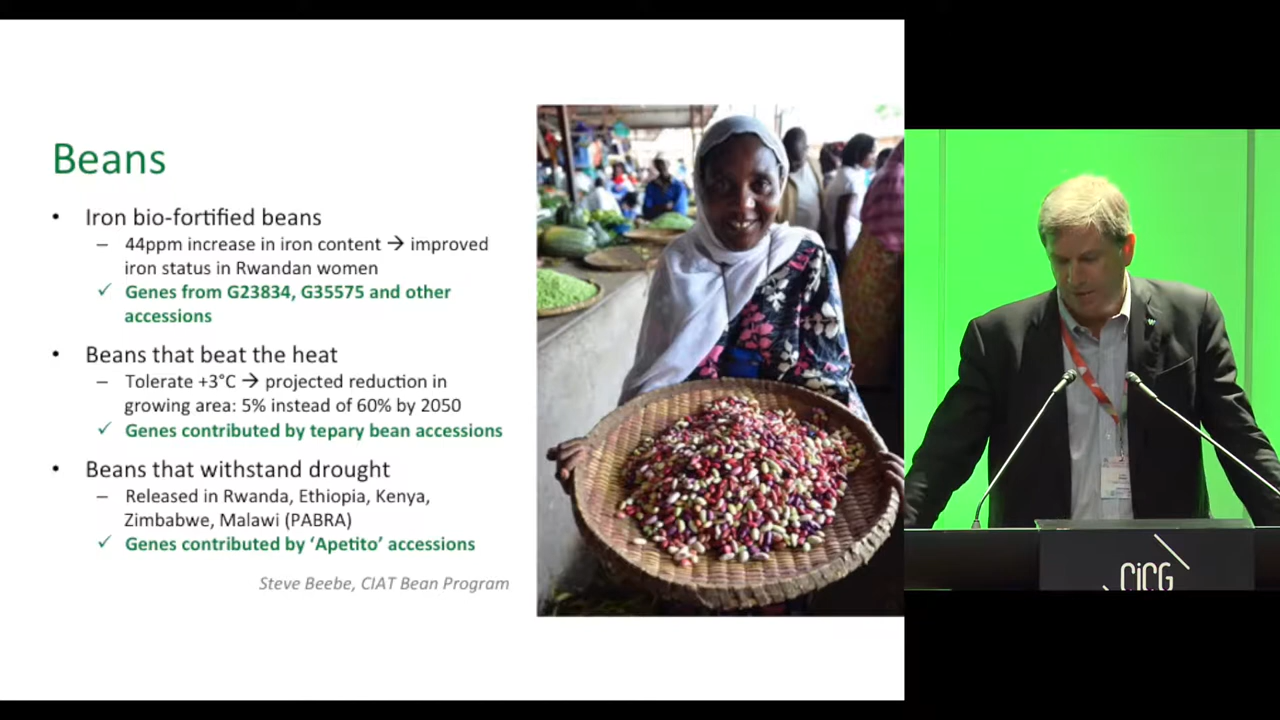 Beans
• Iron bio-fortified beans
– 44ppm increase in iron content → improved
iron status in Rwandan women
✓ Genes from G23834, G35575 and other
accessions
• Beans that beat the heat
– Tolerate +3°C → projected reduction in
growing area: 5% instead of 60% by 2050
✓ Genes contributed by tepary bean accessions
• Beans that withstand drought
– Released in Rwanda, Ethiopia, Kenya,
Zimbabwe, Malawi (PABRA)
✓ Genes contributed by ‘Apetito’ accessions
Steve Beebe, CIAT Bean Program
CiCG